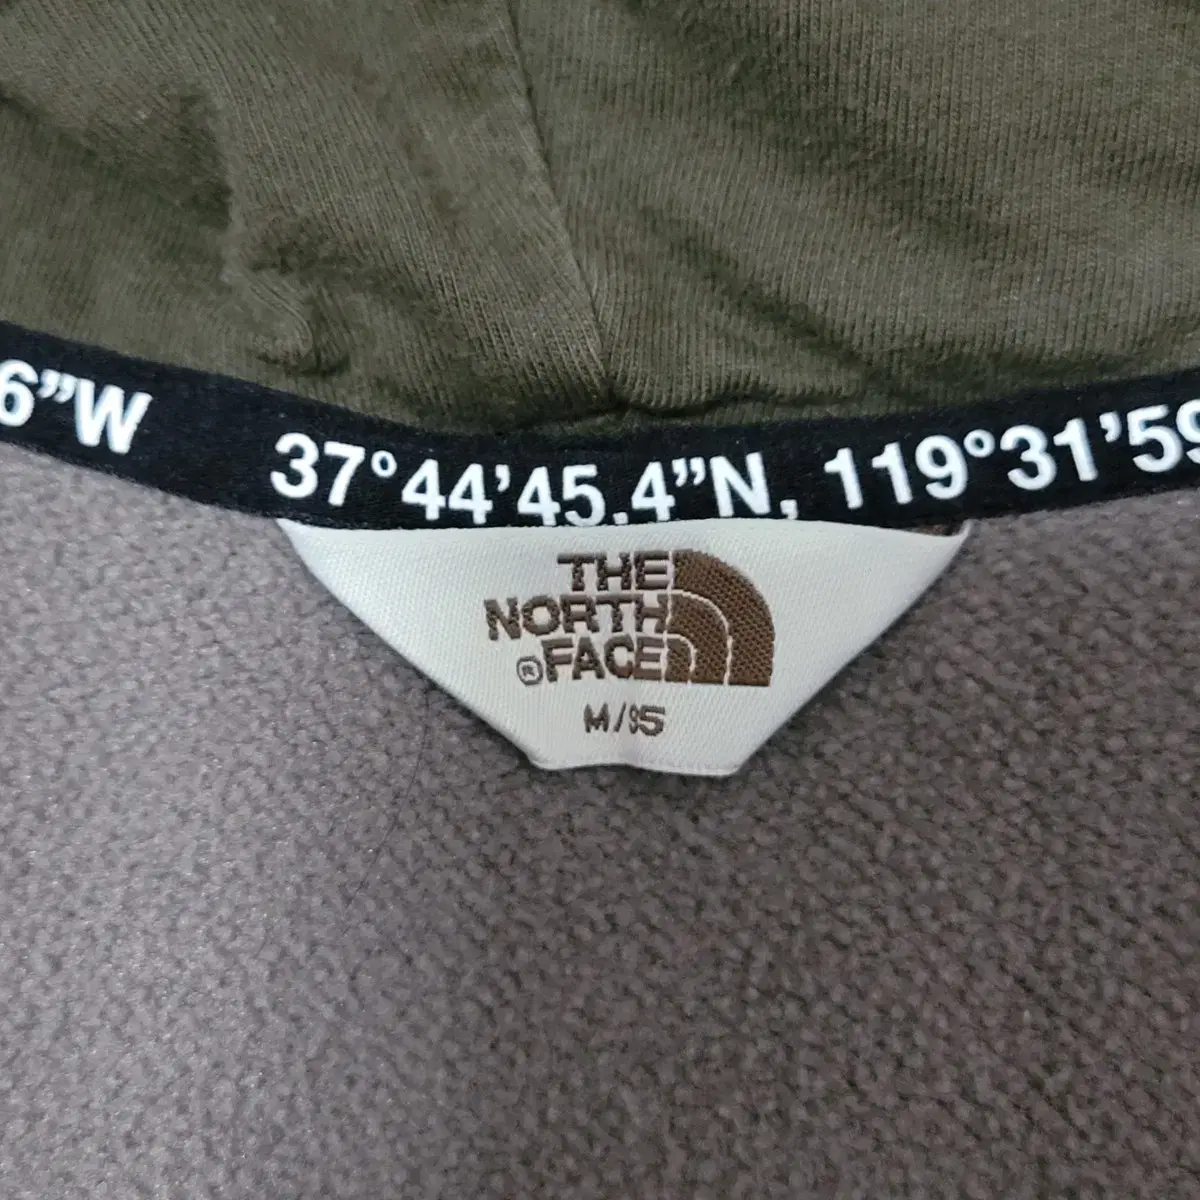 6”W 37°44’45.4”N, 119°31’59
THE
NORTH
®FACE
M/95